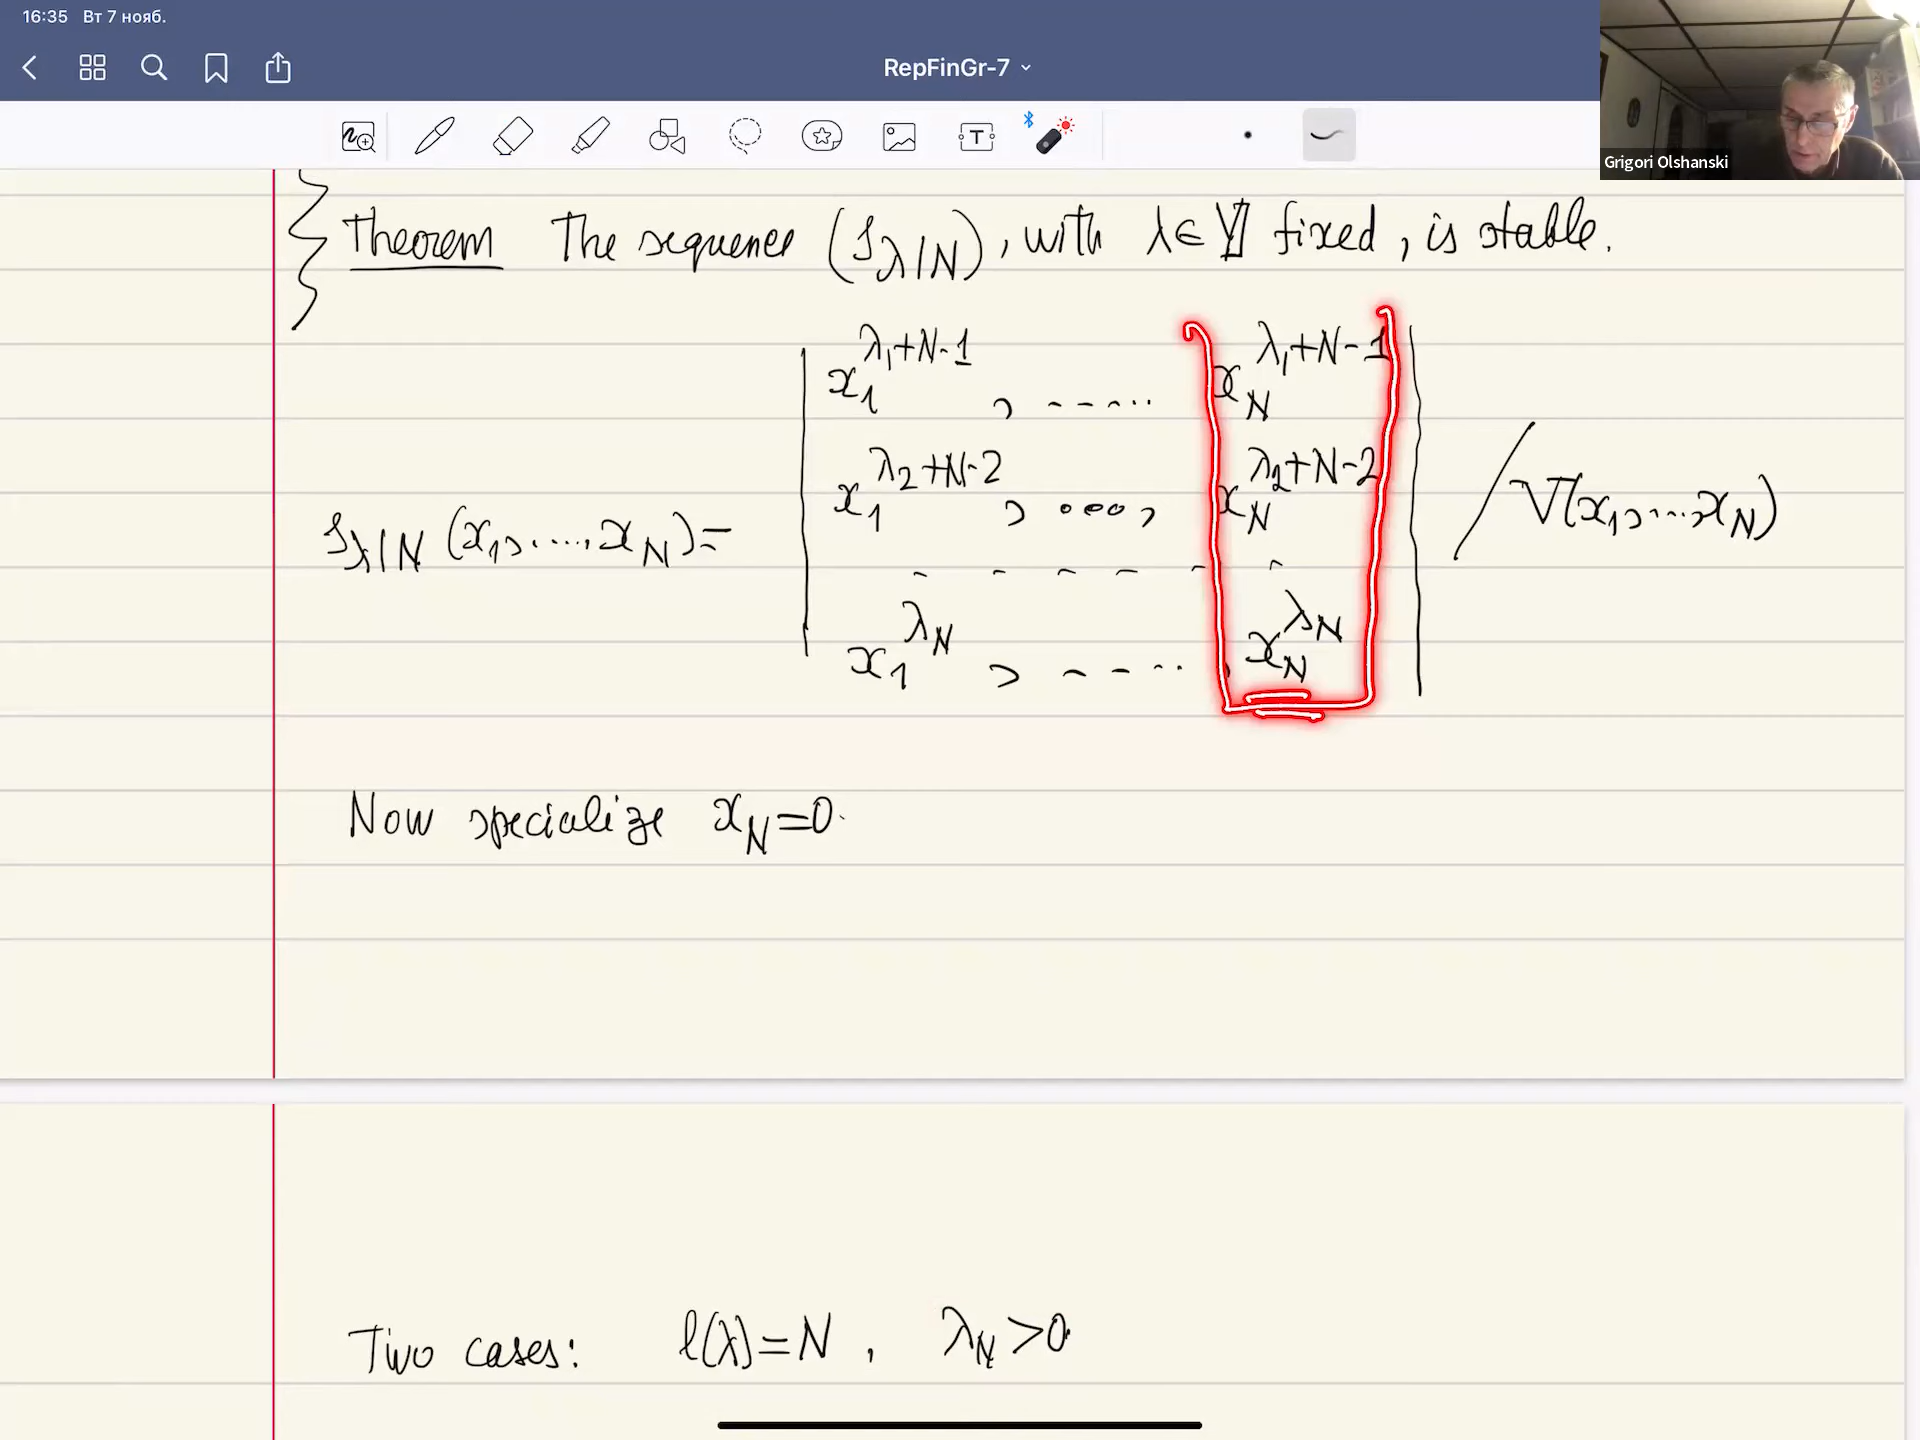 16:35 Вт 7 нояб.
RepFinGr-7
Grigori Olshanski
T
Theorem The sequence (s_{λ|N}), with λ ∈ 𝕐 fixed, is stable.
x_1^{λ_1+N-1} , ----·· x_N^{λ_1+N-1}
x_1^{λ_2+N-2} , ...., x_N^{λ_2+N-2}
s_{λ|N} (x_1, ...., x_N) = / V(x_1, ..., x_N)
- - - - - -
x_1^{λ_N} , - - - ·· , x_N^{λ_N}
Now specialize x_N = 0.
Two cases: l(λ) = N , λ_N > 0